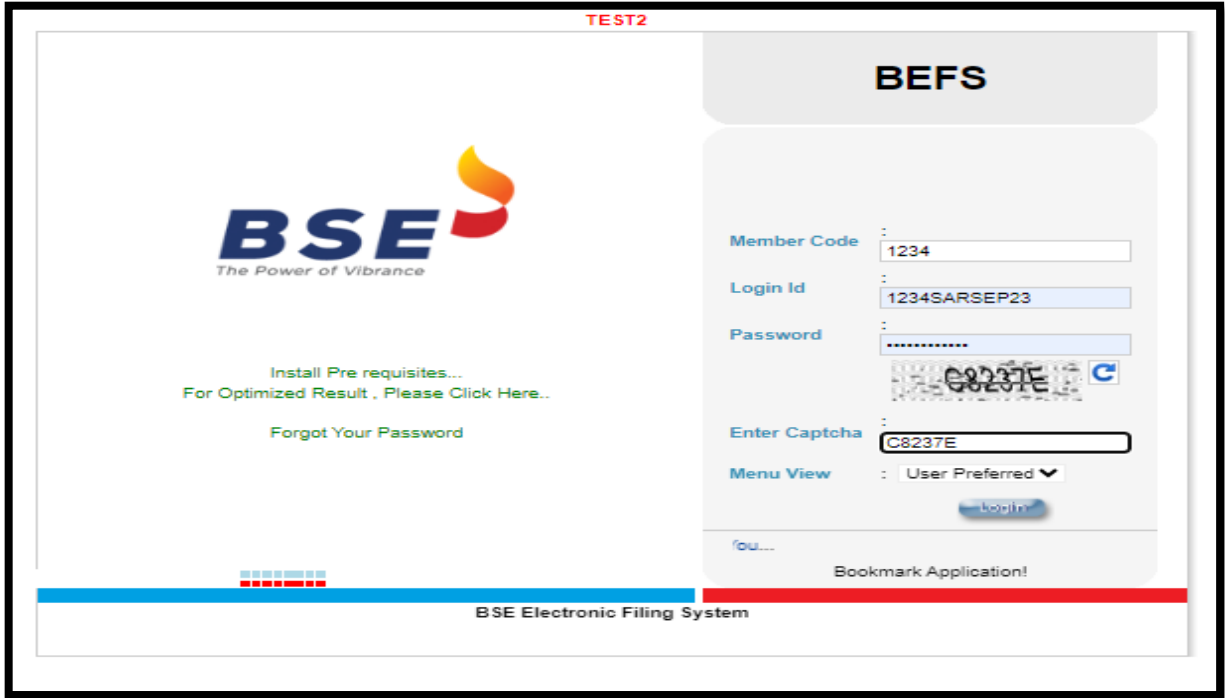 TEST2
BEFS
BSE
The Power of Vibrance
Install Pre requisites...
For Optimized Result , Please Click Here..
Forgot Your Password
Member Code : 1234
Login Id : 1234SARSEP23
Password : ••••••••••••
C8237E
Enter Captcha : C8237E
Menu View : User Preferred
Login
You....
Bookmark Application!
BSE Electronic Filing System